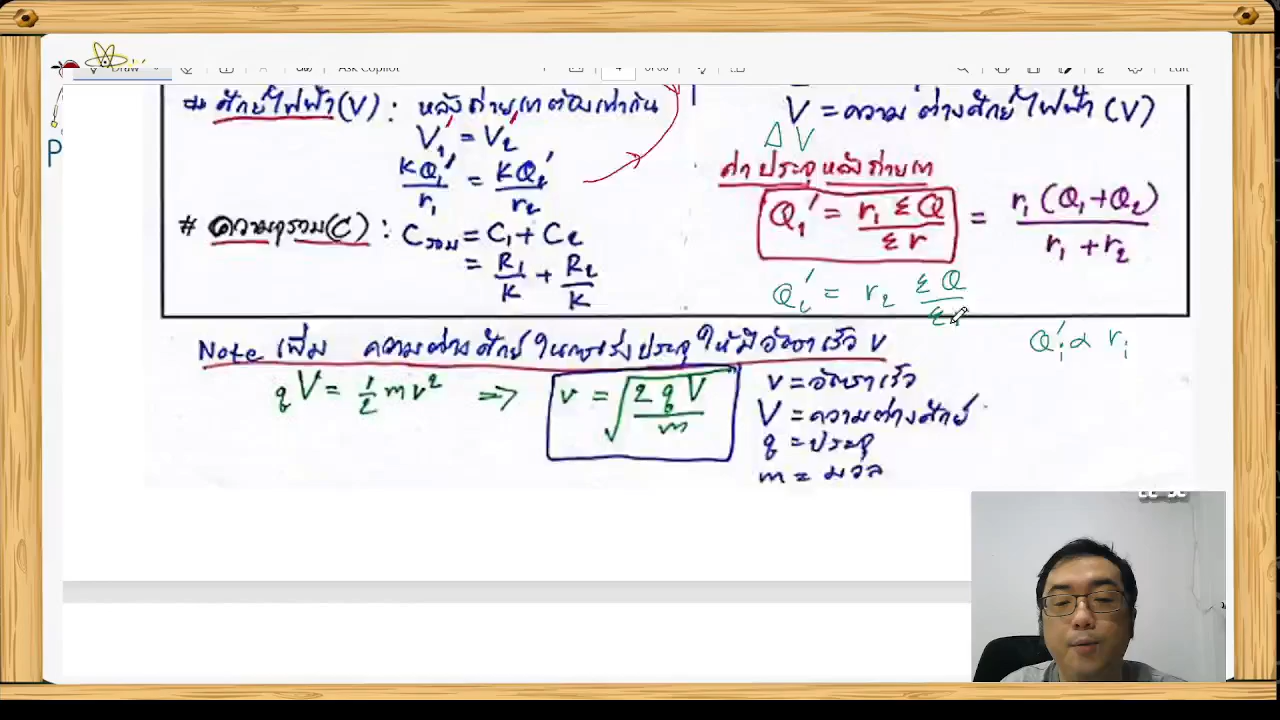 Draw
Ask Copilot
4
Edit
P
# ศักย์ไฟฟ้า(V) : หลังถ่ายเทต้องเท่ากัน
V₁' = V₂'
KQ₁'/r₁ = KQ₂'/r₂
# ความจุรวม(C) : Cรวม = C₁ + C₂
= R₁/K + R₂/K
V = ความต่างศักย์ไฟฟ้า (V)
ΔV
ค่าประจุหลังถ่ายเท
Q₁' = r₁ΣQ/Σr = r₁(Q₁+Q₂)/r₁+r₂
Q₂' = r₂ ΣQ/Σr
Q₁' ∝ r₁
Note เพิ่ม ความต่างศักย์ในการเร่งประจุให้มีอัตราเร็ว v
qV = ½mv² ⇒ v = √(2qV/m)
v = อัตราเร็ว
V = ความต่างศักย์
q = ประจุ
m = มวล